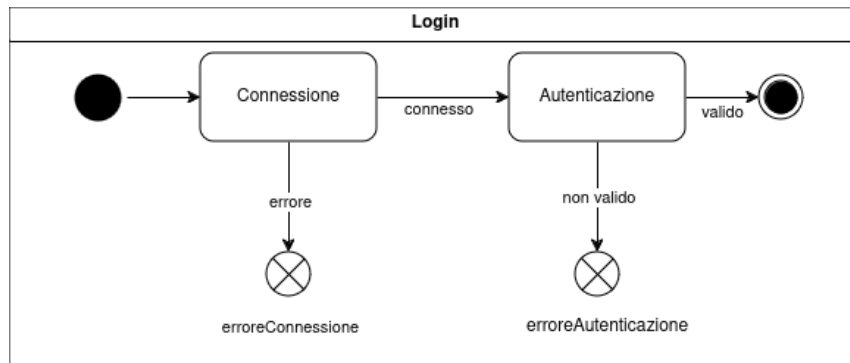 Login
Connessione
connesso
Autenticazione
valido
errore
non valido
erroreConnessione
erroreAutenticazione